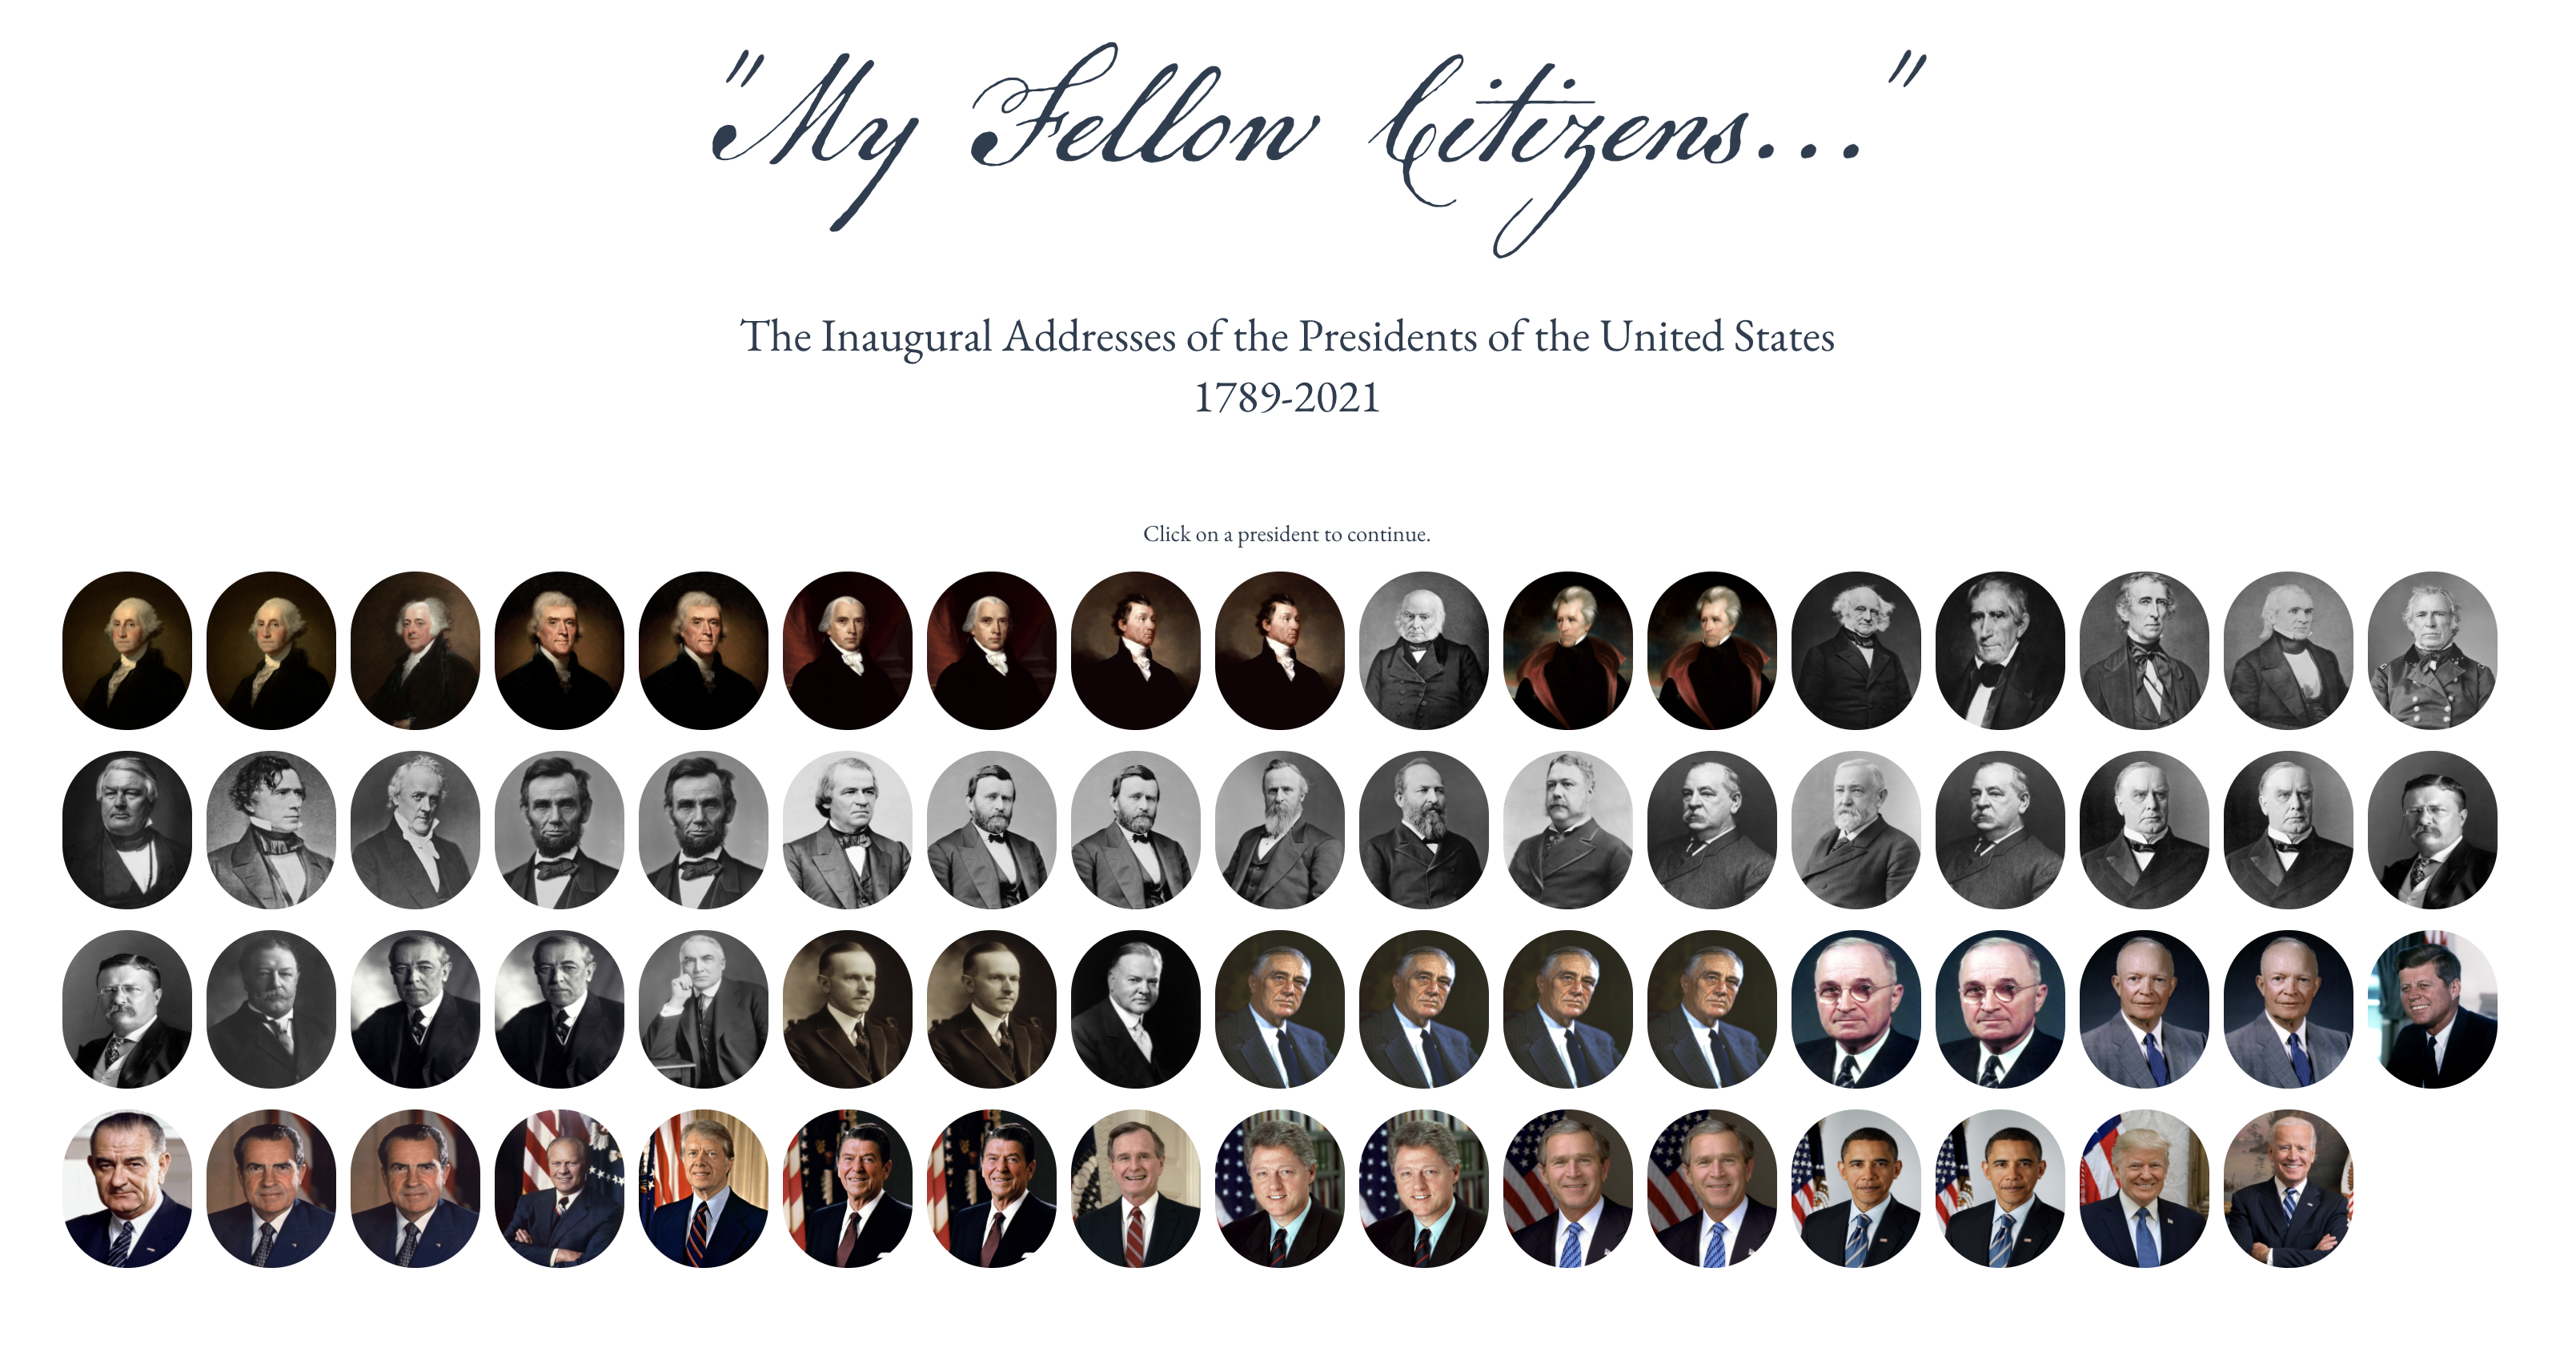 "My Fellow Citizens..."
The Inaugural Addresses of the Presidents of the United States
1789-2021
Click on a president to continue.